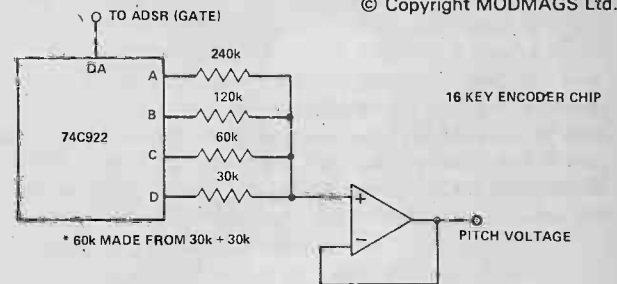 © Copyright MODMAGS Ltd.
TO ADSR (GATE)
DA
240k
A
16 KEY ENCODER CHIP
120k
B
74C922
60k
C
30k
D
+
* 60k MADE FROM 30k + 30k
−
PITCH VOLTAGE